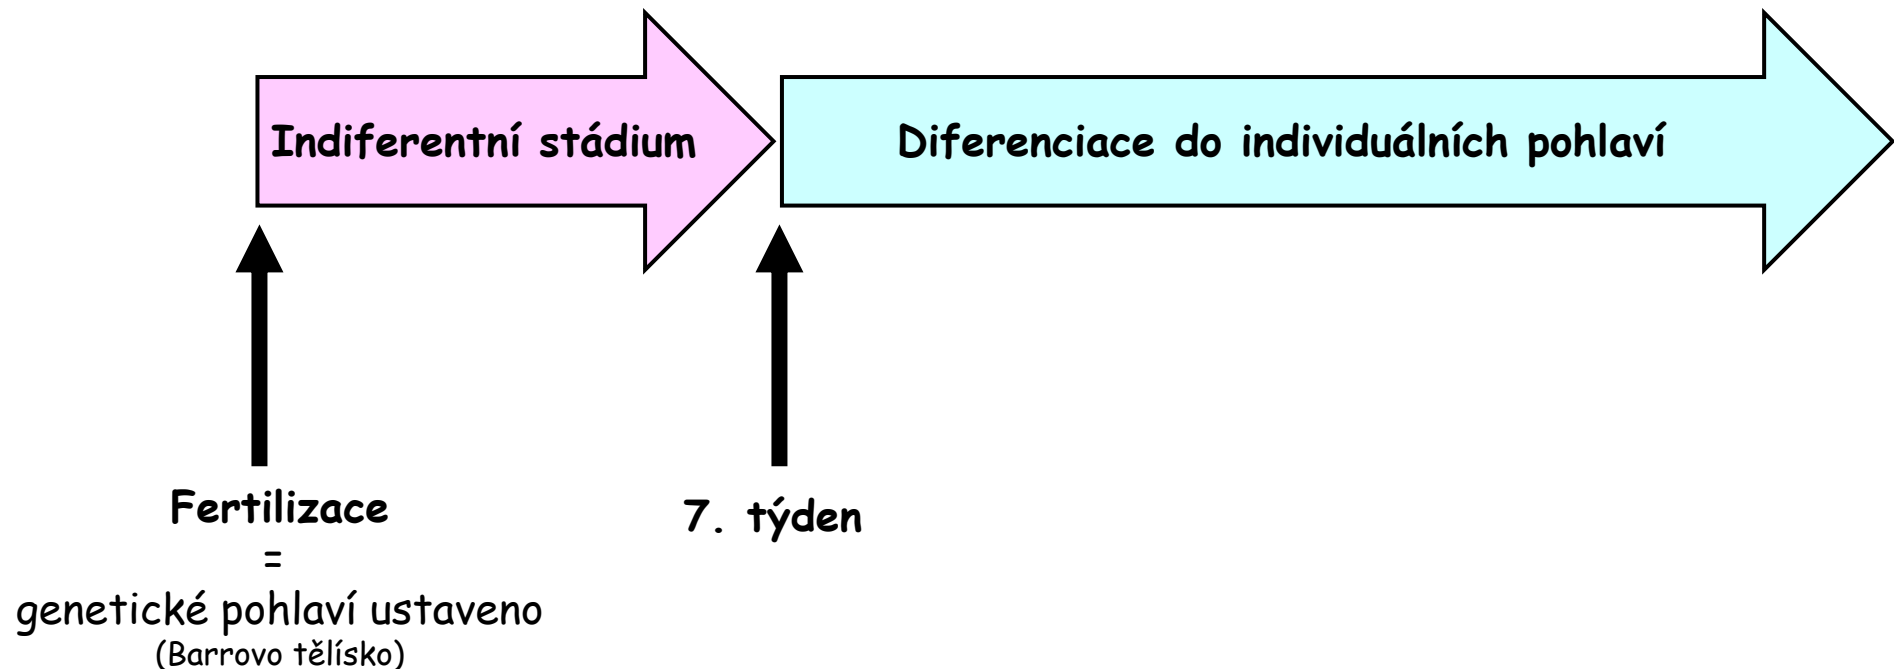 Indiferentní stádium
Diferenciace do individuálních pohlaví
Fertilizace
=
genetické pohlaví ustaveno
(Barrovo tělísko)
7. týden